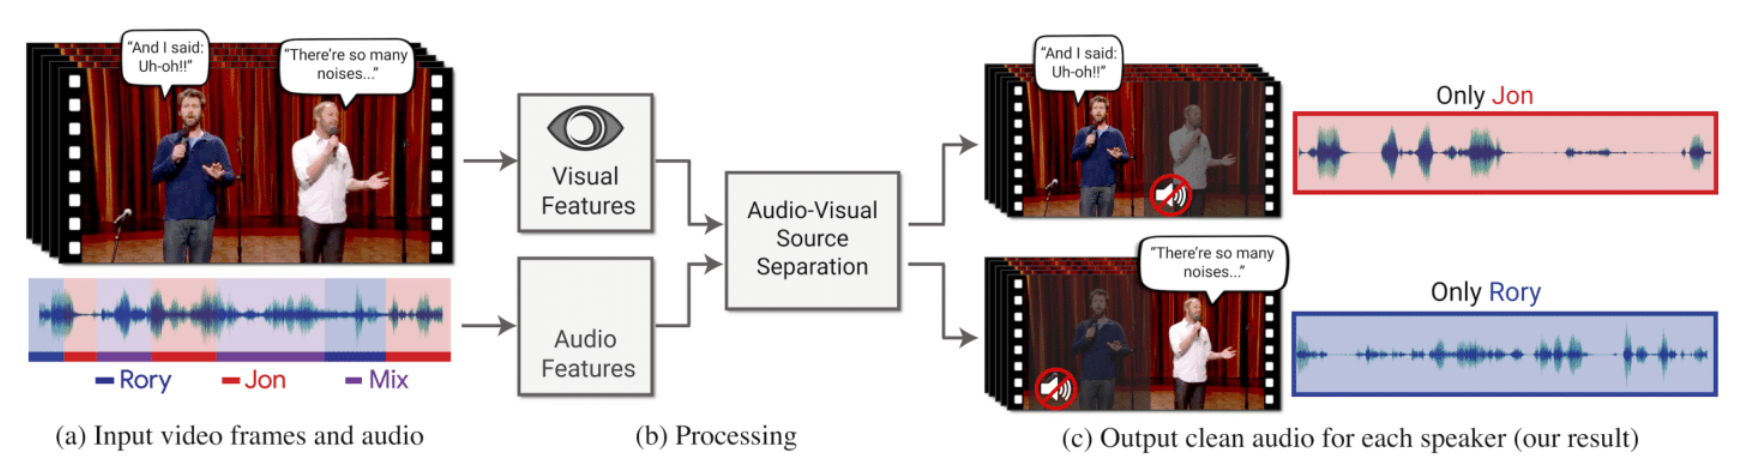 “And I said:
Uh-oh!!”
“There’re so many
noises...”
Rory
Jon
Mix
(a) Input video frames and audio
Visual
Features
Audio
Features
Audio-Visual
Source
Separation
(b) Processing
“And I said:
Uh-oh!!”
Only Jon
“There’re so many
noises...”
Only Rory
(c) Output clean audio for each speaker (our result)